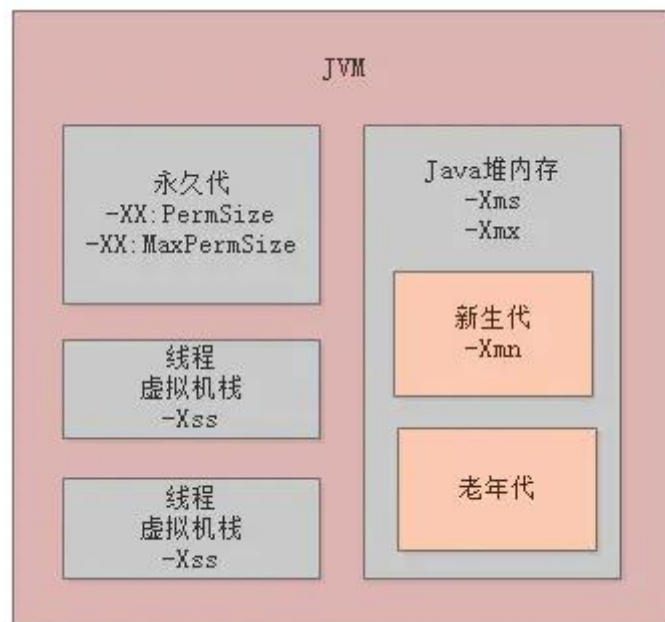 JVM
永久代
-XX:PermSize
-XX:MaxPermSize
线程
虚拟机栈
-Xss
线程
虚拟机栈
-Xss
Java堆内存
-Xms
-Xmx
新生代
-Xmn
老年代